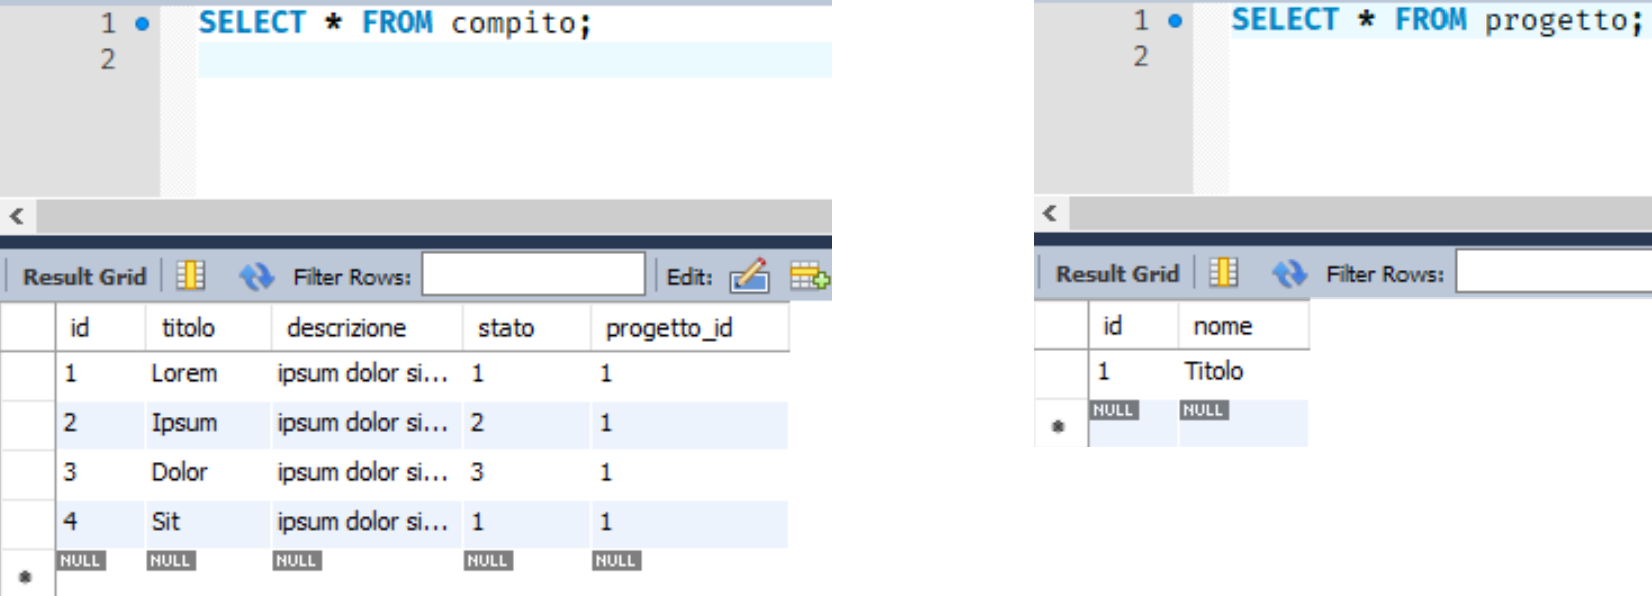 1 SELECT * FROM compito;
2
Result Grid Filter Rows: Edit:
id titolo descrizione stato progetto_id
1 Lorem ipsum dolor si... 1 1
2 Ipsum ipsum dolor si... 2 1
3 Dolor ipsum dolor si... 3 1
4 Sit ipsum dolor si... 1 1
NULL NULL NULL NULL NULL
1 SELECT * FROM progetto;
2
Result Grid Filter Rows:
id nome
1 Titolo
NULL NULL